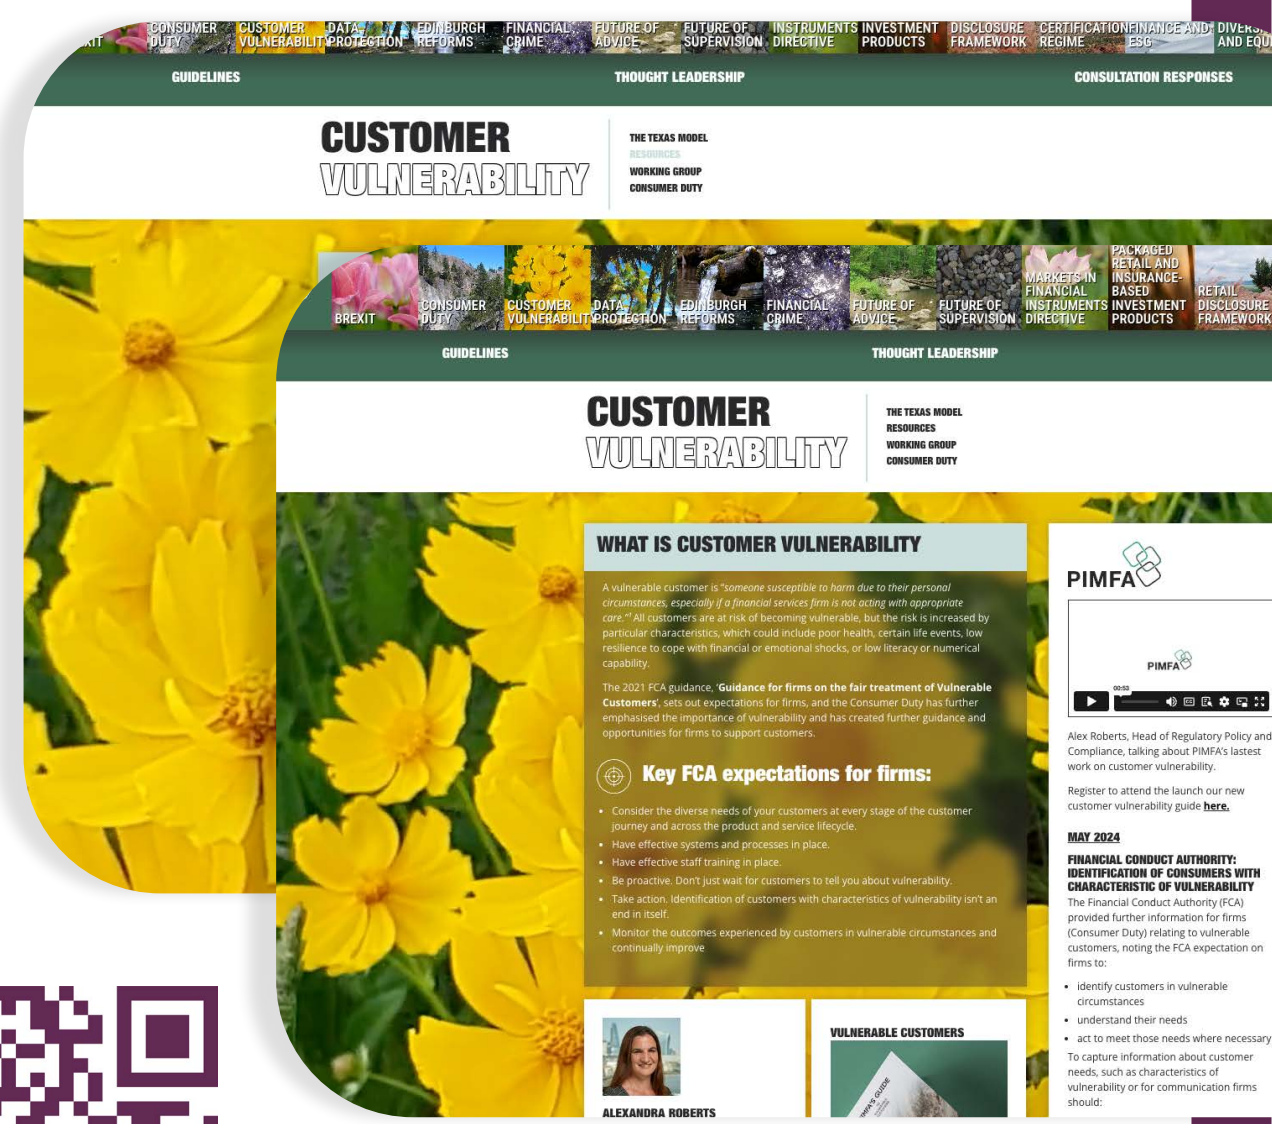 CONSUMER
DUTY
CUSTOMER
VULNERABILITY
DATA
PROTECTION
EDINBURGH
REFORMS
FINANCIAL
CRIME
FUTURE OF
ADVICE
FUTURE OF
SUPERVISION
INSTRUMENTS
DIRECTIVE
INVESTMENT
PRODUCTS
DISCLOSURE
FRAMEWORK
CERTIFICATION
REGIME
FINANCE AND
ESG
GUIDELINES
THOUGHT LEADERSHIP
CONSULTATION RESPONSES
CUSTOMER
VULNERABILITY
THE TEXAS MODEL
RESOURCES
WORKING GROUP
CONSUMER DUTY
BREXIT
CONSUMER
DUTY
CUSTOMER
VULNERABILITY
DATA
PROTECTION
EDINBURGH
REFORMS
FINANCIAL
CRIME
FUTURE OF
ADVICE
FUTURE OF
SUPERVISION
MARKETS IN
FINANCIAL
INSTRUMENTS
DIRECTIVE
PACKAGED
RETAIL AND
INSURANCE-
BASED
INVESTMENT
PRODUCTS
RETAIL
DISCLOSURE
FRAMEWORK
GUIDELINES
THOUGHT LEADERSHIP
CUSTOMER
VULNERABILITY
THE TEXAS MODEL
RESOURCES
WORKING GROUP
CONSUMER DUTY
WHAT IS CUSTOMER VULNERABILITY
A vulnerable customer is "someone susceptible to harm due to their personal
circumstances, especially if a financial services firm is not acting with appropriate
care."¹ All customers are at risk of becoming vulnerable, but the risk is increased by
particular characteristics, which could include poor health, certain life events, low
resilience to cope with financial or emotional shocks, or low literacy or numerical
capability.
The 2021 FCA guidance, 'Guidance for firms on the fair treatment of Vulnerable
Customers', sets out expectations for firms, and the Consumer Duty has further
emphasised the importance of vulnerability and has created further guidance and
opportunities for firms to support customers.
Key FCA expectations for firms:
• Consider the diverse needs of your customers at every stage of the customer
journey and across the product and service lifecycle.
• Have effective systems and processes in place.
• Have effective staff training in place.
• Be proactive. Don't just wait for customers to tell you about vulnerability.
• Take action. Identification of customers with characteristics of vulnerability isn't an
end in itself.
• Monitor the outcomes experienced by customers in vulnerable circumstances and
continually improve
ALEXANDRA ROBERTS
VULNERABLE CUSTOMERS
PIMFA'S GUIDE
PIMFA
PIMFA
00:53
Alex Roberts, Head of Regulatory Policy and
Compliance, talking about PIMFA's lastest
work on customer vulnerability.
Register to attend the launch our new
customer vulnerability guide here.
MAY 2024
FINANCIAL CONDUCT AUTHORITY:
IDENTIFICATION OF CONSUMERS WITH
CHARACTERISTIC OF VULNERABILITY
The Financial Conduct Authority (FCA)
provided further information for firms
(Consumer Duty) relating to vulnerable
customers, noting the FCA expectation on
firms to:
• identify customers in vulnerable
circumstances
• understand their needs
• act to meet those needs where necessary
To capture information about customer
needs, such as characteristics of
vulnerability or for communication firms
should: